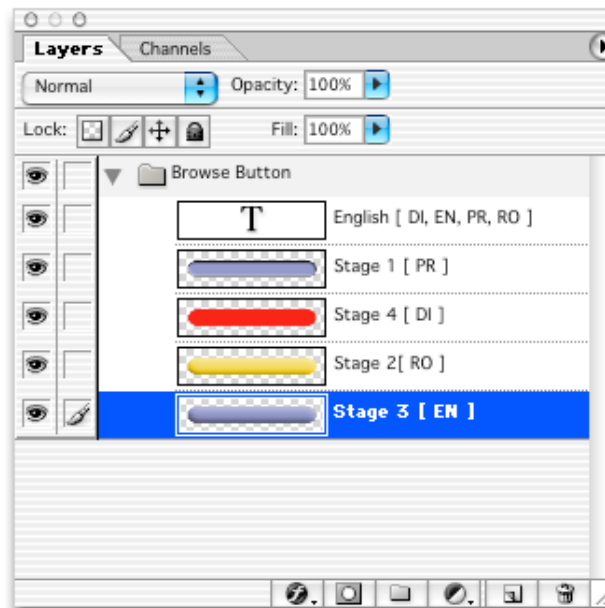 Layers Channels
Normal Opacity: 100%
Lock: Fill: 100%
Browse Button
T English [ DI, EN, PR, RO ]
Stage 1 [ PR ]
Stage 4 [ DI ]
Stage 2[ RO ]
Stage 3 [ EN ]